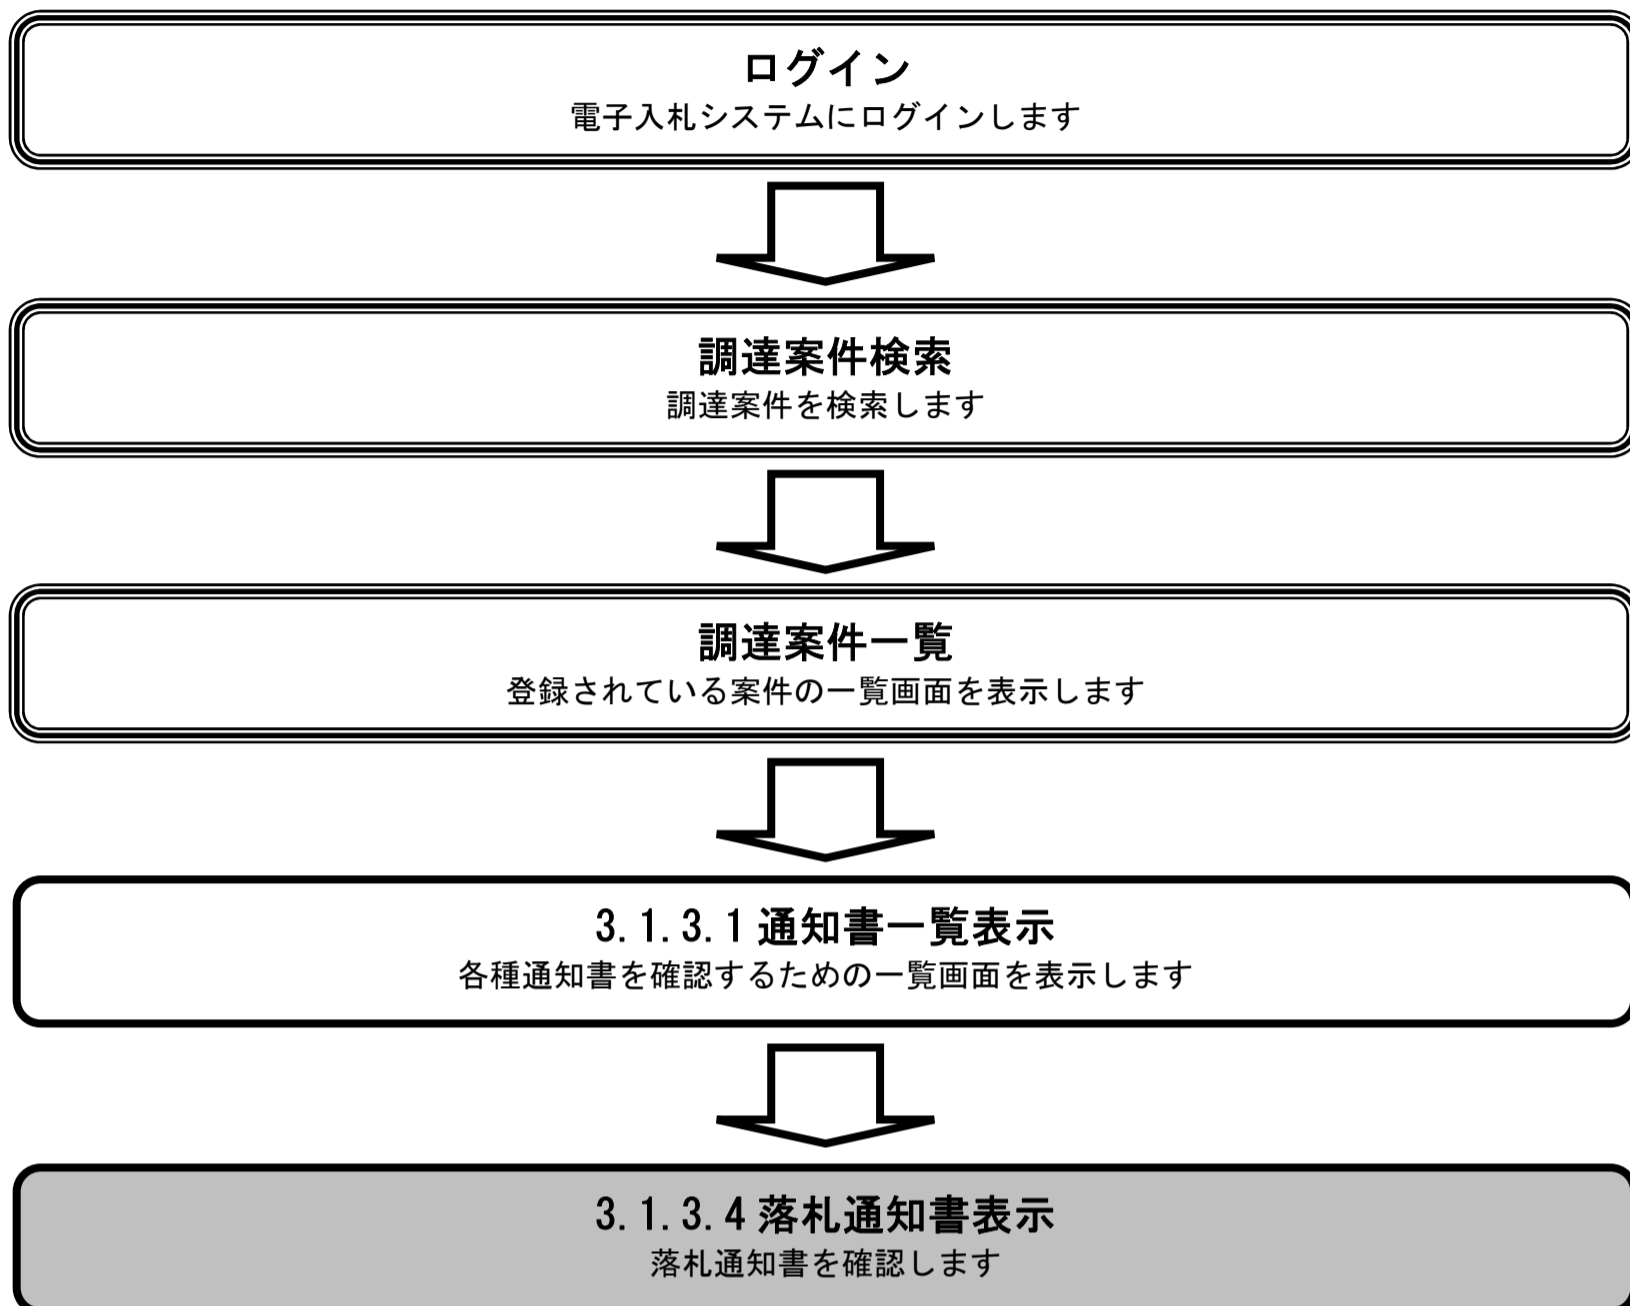 ログイン
電子入札システムにログインします
調達案件検索
調達案件を検索します
調達案件一覧
登録されている案件の一覧画面を表示します
3.1.3.1 通知書一覧表示
各種通知書を確認するための一覧画面を表示します
3.1.3.4 落札通知書表示
落札通知書を確認します